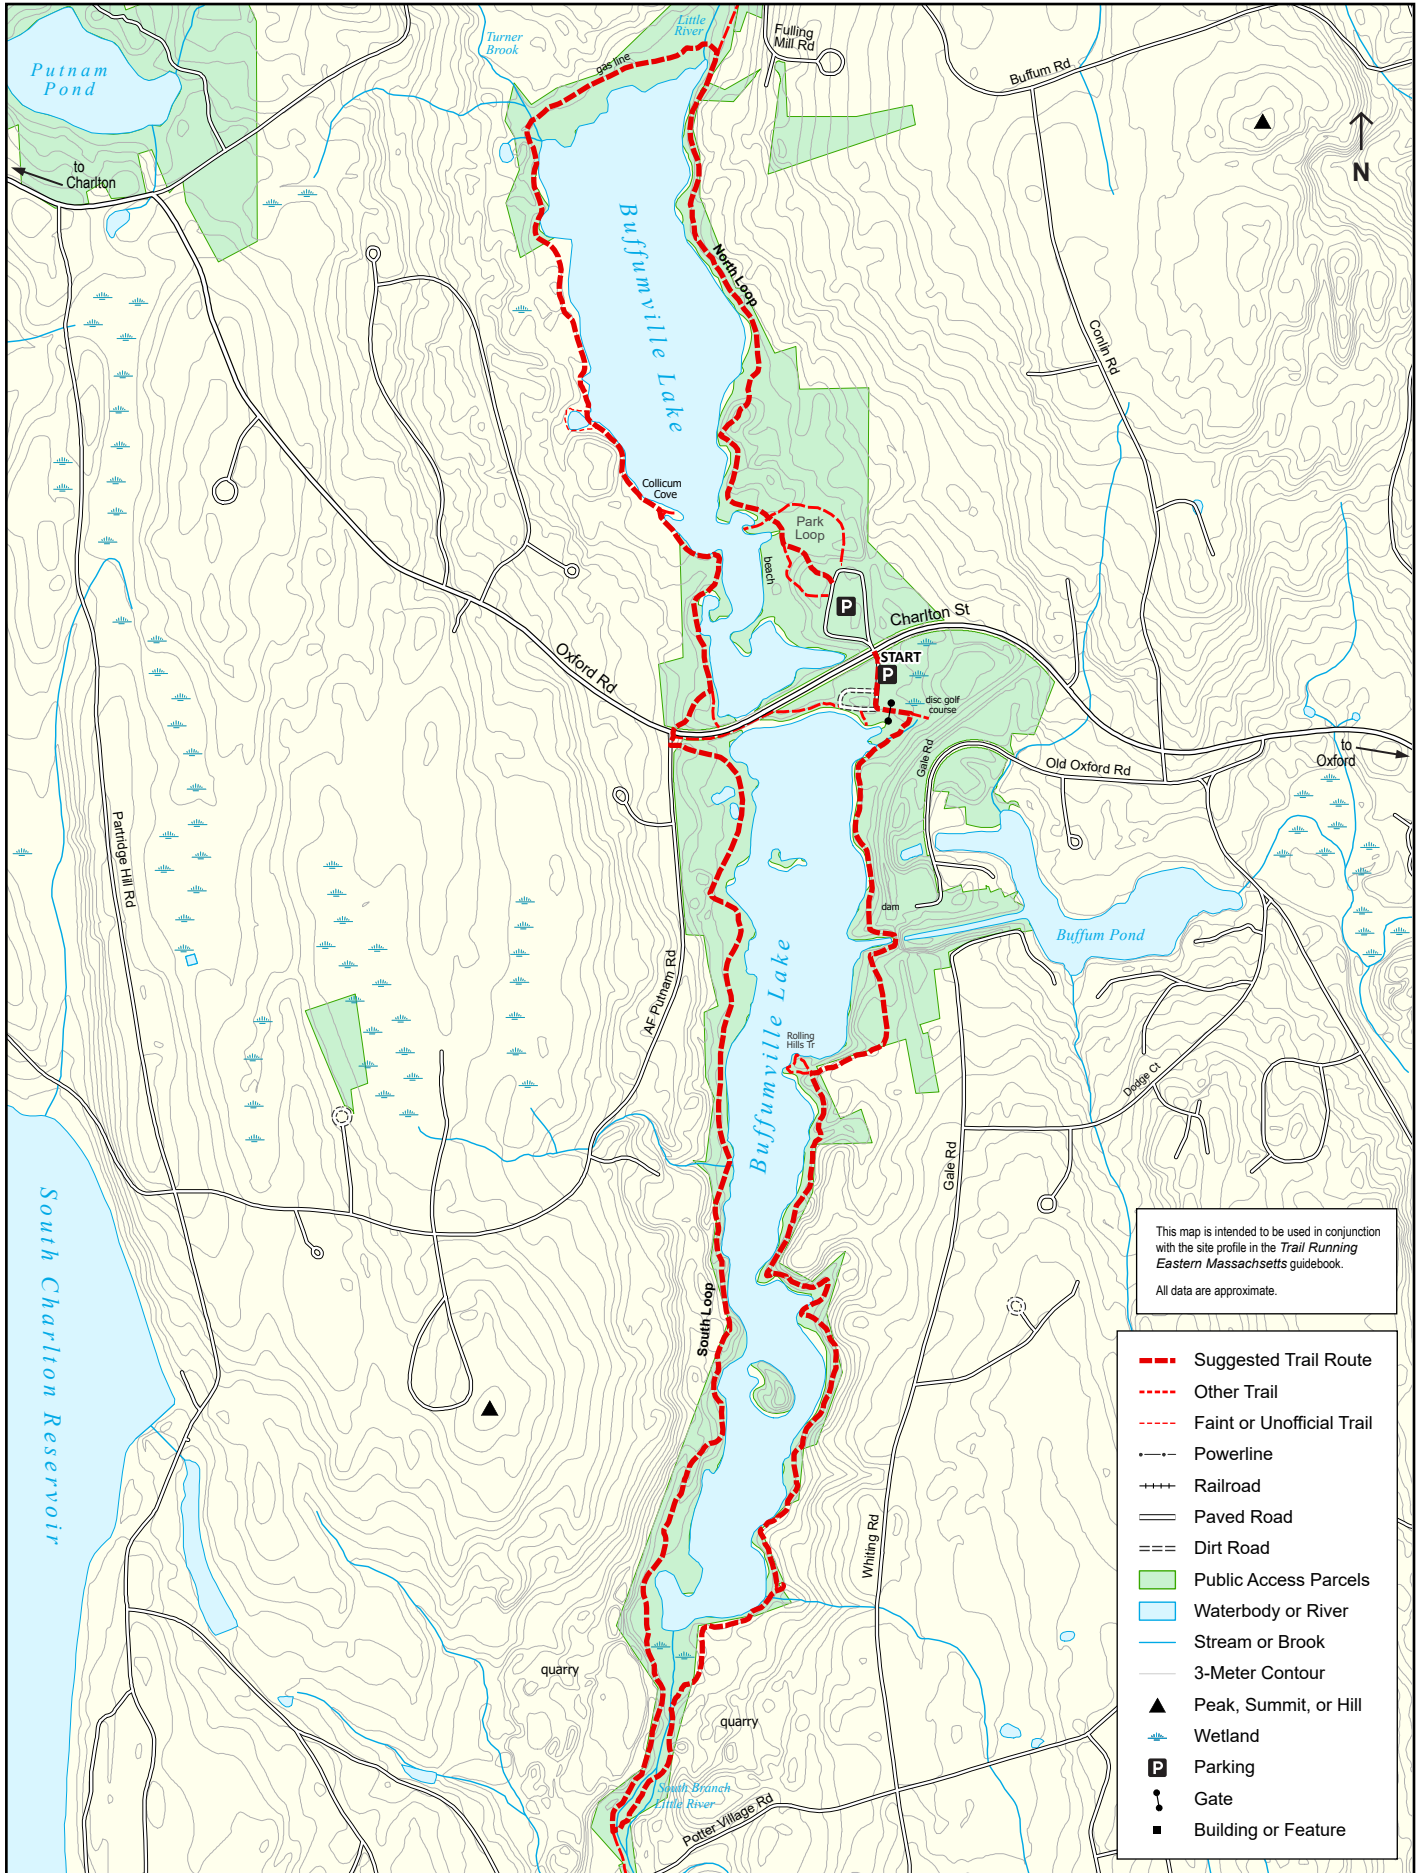 Little
River
Turner
Brook
Fulling
Mill Rd
gas line
Buffum Rd
Putnam
Pond
to
Charlton
N
Buffumville Lake
North Loop
Conlin Rd
Collicum
Cove
Park
Loop
beach
P
Charlton St
START
P
Oxford Rd
disc golf
course
Gale Rd
Old Oxford Rd
to
Oxford
Partridge Hill Rd
dam
Buffum Pond
AF Putnam Rd
Buffumville Lake
Rolling
Hills Tr
Dodge Ct
Gale Rd
South Charlton Reservoir
South Loop
This map is intended to be used in conjunction
with the site profile in the Trail Running
Eastern Massachsetts guidebook.
All data are approximate.
Suggested Trail Route
Other Trail
Faint or Unofficial Trail
Powerline
Railroad
Paved Road
Dirt Road
Public Access Parcels
Waterbody or River
Stream or Brook
3-Meter Contour
Peak, Summit, or Hill
Wetland
P Parking
Gate
Building or Feature
Whiting Rd
quarry
quarry
South Branch
Little River
Potter Village Rd